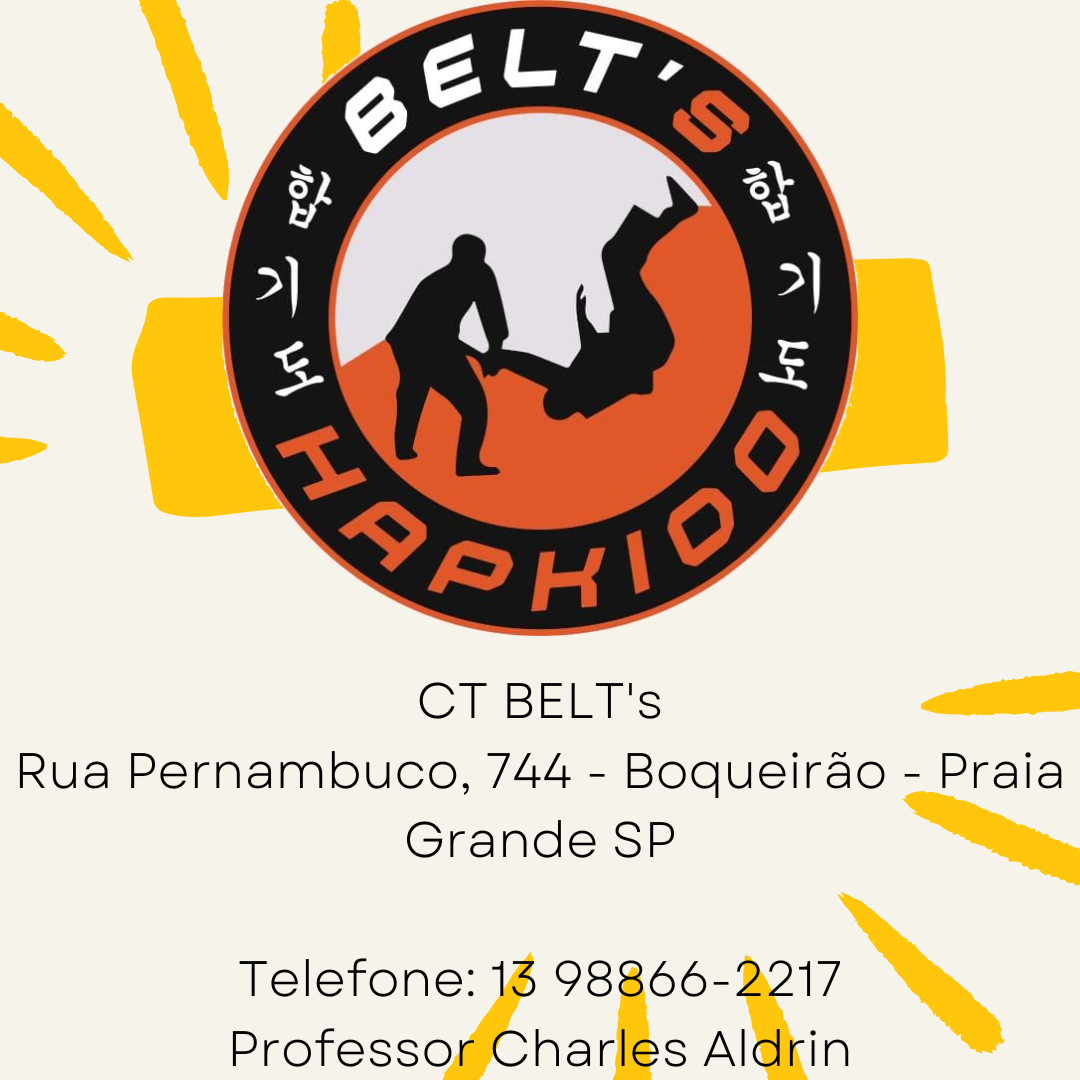 BELT'S
합기도
합기도
HAPKIDO
CT BELT's
Rua Pernambuco, 744 - Boqueirão - Praia
Grande SP
Telefone: 13 98866-2217
Professor Charles Aldrin